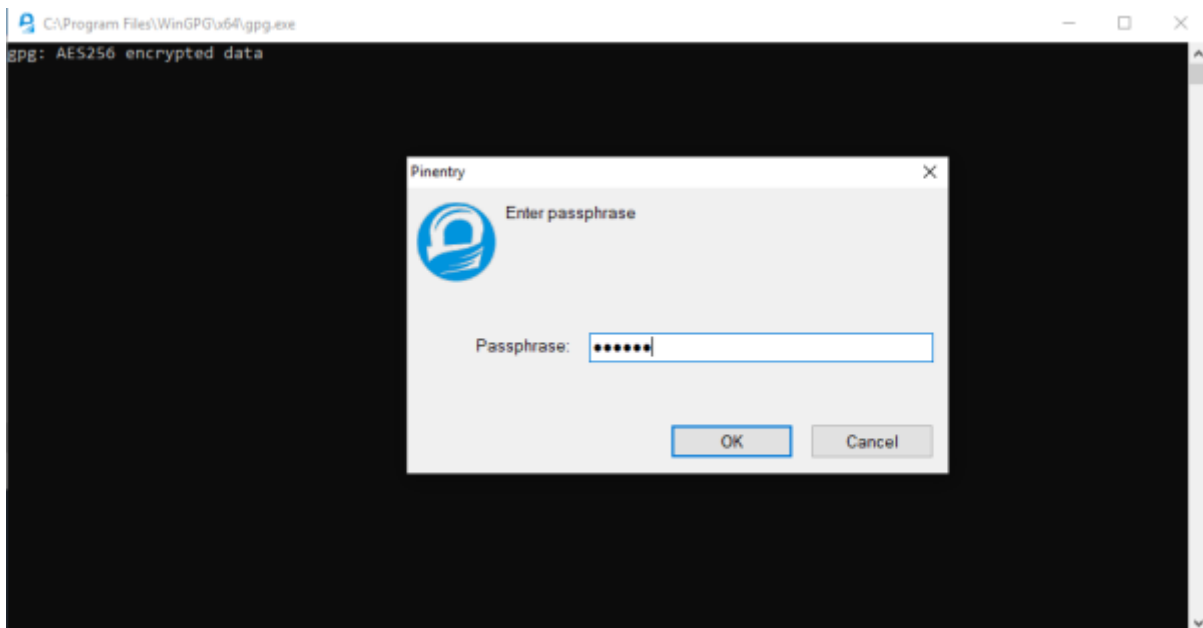 C:\Program Files\WinGPG\x64\gpg.exe
gpg: AES256 encrypted data
Pinentry
Enter passphrase
Passphrase: ●●●●●●
OK Cancel